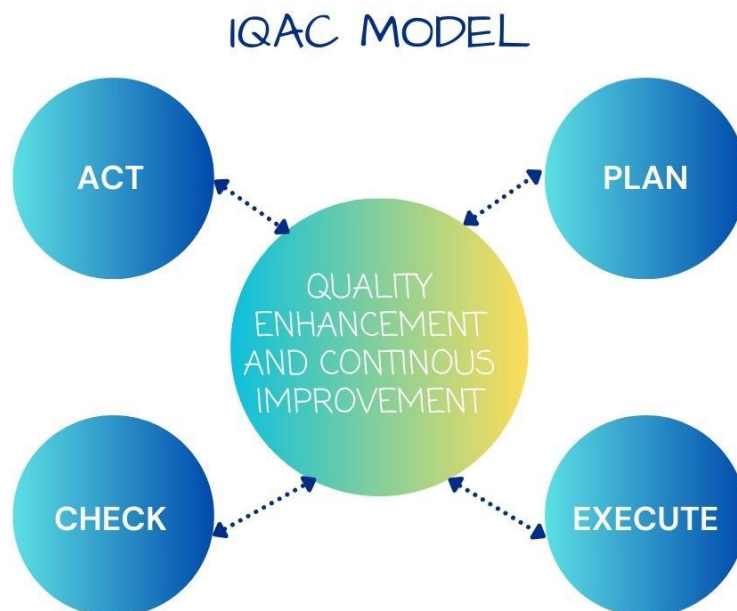 IQAC MODEL
ACT
PLAN
QUALITY
ENHANCEMENT
AND CONTINOUS
IMPROVEMENT
CHECK
EXECUTE